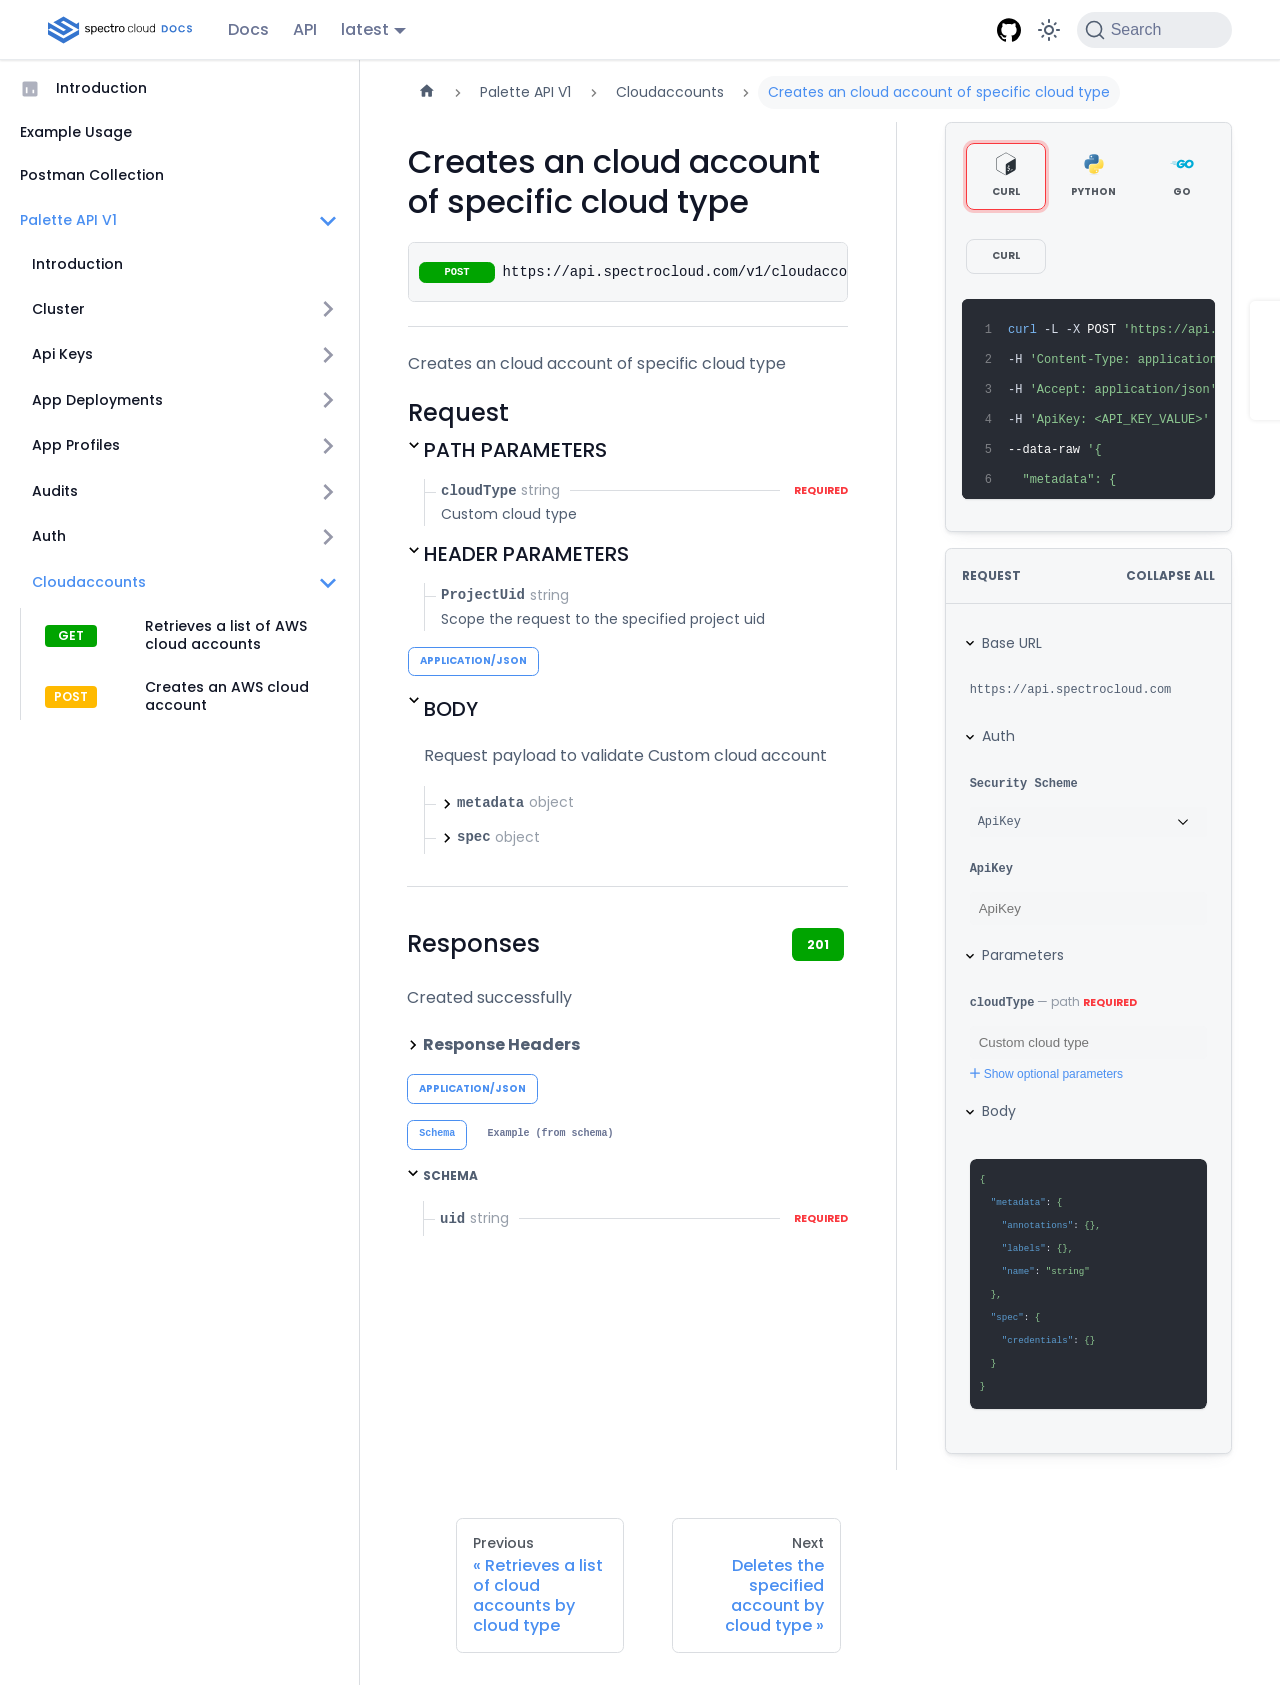 spectro cloud DOCS
Docs
API
latest
Search
Introduction
Example Usage
Postman Collection
Palette API V1
Introduction
Cluster
Api Keys
App Deployments
App Profiles
Audits
Auth
Cloudaccounts
GET
Retrieves a list of AWS
cloud accounts
POST
Creates an AWS cloud
account
Palette API V1
Cloudaccounts
Creates an cloud account of specific cloud type
Creates an cloud account
of specific cloud type
POST https://api.spectrocloud.com/v1/cloudacco
Creates an cloud account of specific cloud type
Request
PATH PARAMETERS
cloudType string REQUIRED
Custom cloud type
HEADER PARAMETERS
ProjectUid string
Scope the request to the specified project uid
APPLICATION/JSON
BODY
Request payload to validate Custom cloud account
metadata object
spec object
Responses
201
Created successfully
Response Headers
APPLICATION/JSON
Schema
Example (from schema)
SCHEMA
uid string REQUIRED
CURL
PYTHON
GO
CURL
1 curl -L -X POST 'https://api.
2 -H 'Content-Type: application
3 -H 'Accept: application/json'
4 -H 'ApiKey: <API_KEY_VALUE>'
5 --data-raw '{
6 "metadata": {
REQUEST
COLLAPSE ALL
Base URL
https://api.spectrocloud.com
Auth
Security Scheme
ApiKey
ApiKey
ApiKey
Parameters
cloudType — path REQUIRED
Custom cloud type
Show optional parameters
Body
{
"metadata": {
"annotations": {},
"labels": {},
"name": "string"
},
"spec": {
"credentials": {}
}
}
Previous
« Retrieves a list
of cloud
accounts by
cloud type
Next
Deletes the
specified
account by
cloud type »